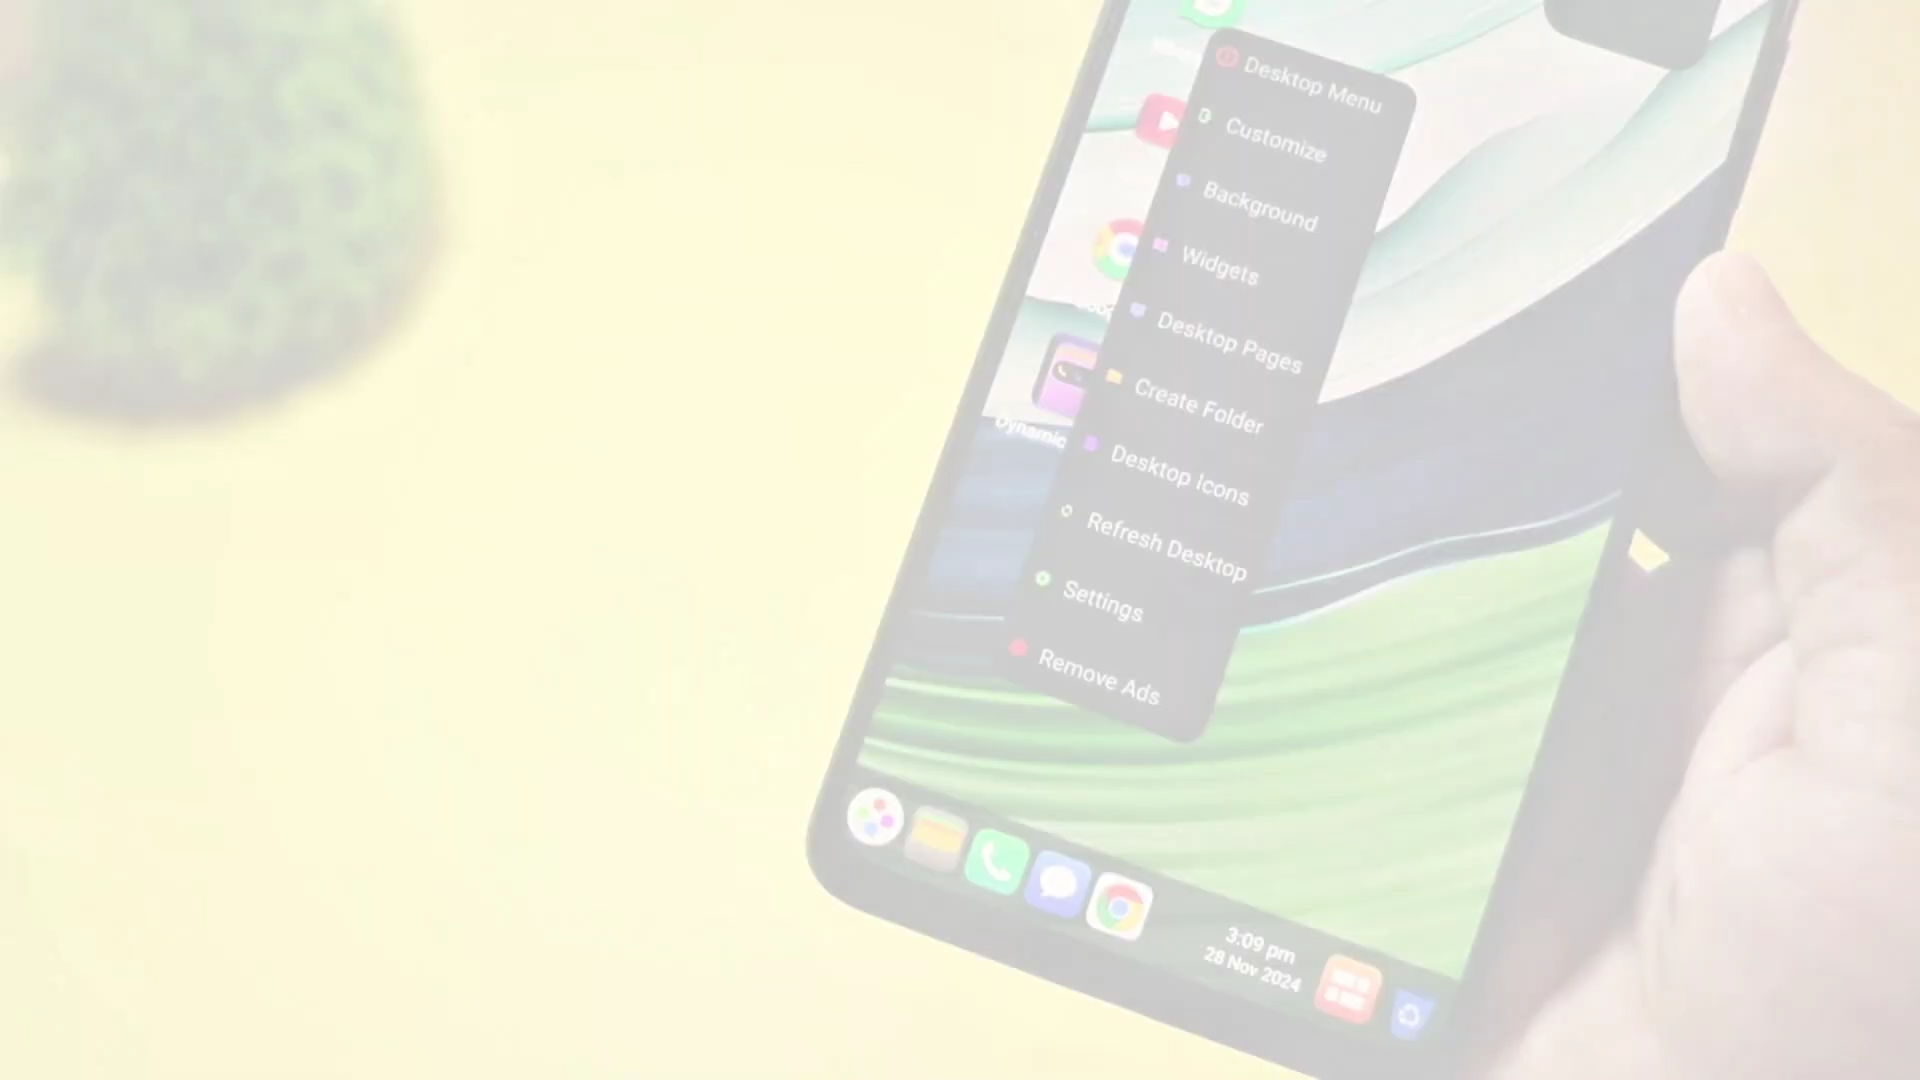 Desktop Menu
Customize
Background
Widgets
Desktop Pages
Create Folder
Dynamic
Desktop Icons
Refresh Desktop
Settings
Remove Ads
3:09 pm
28 Nov 2024